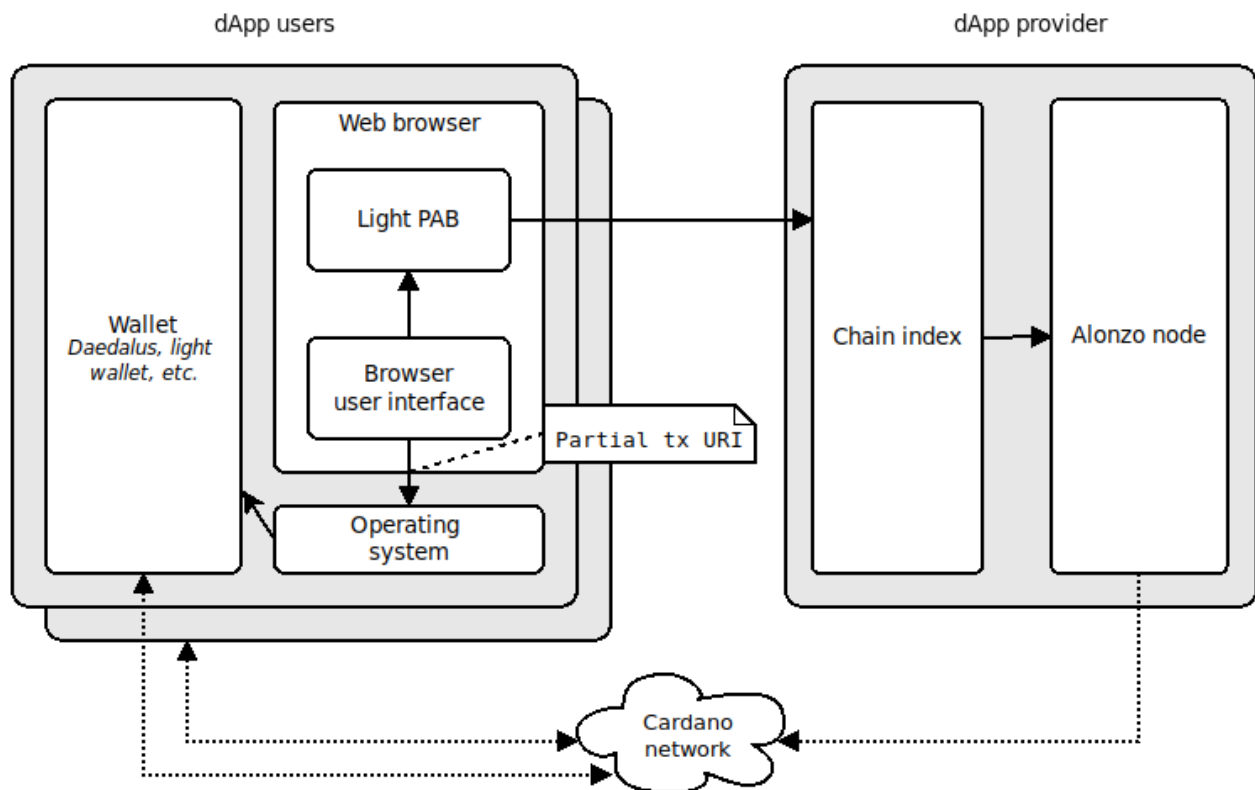 dApp users
dApp provider
Web browser
Light PAB
Wallet
Daedalus, light
wallet, etc.
Browser
user interface
Chain index
Alonzo node
Partial tx URI
Operating
system
Cardano
network